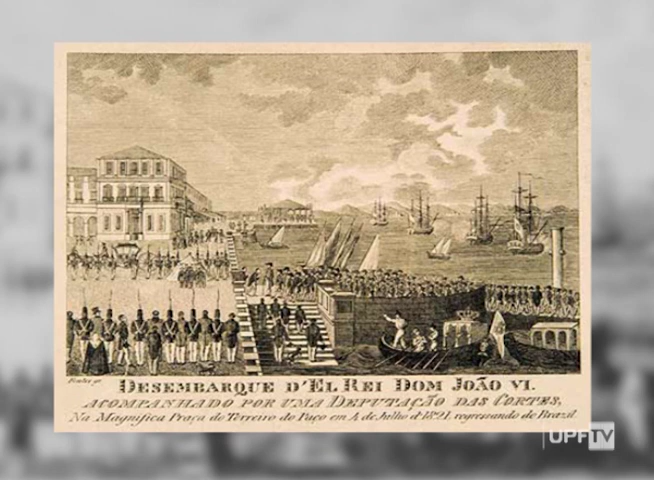 DESEMBARQUE D'EL REI DOM JOÃO VI.
ACOMPANHADO POR UMA DEPUTAÇÃO DAS CORTES,
Na Magnifica Praça do Terreiro do Paço em 4 de Julho d'1821 regressando do Brazil
UPFTV